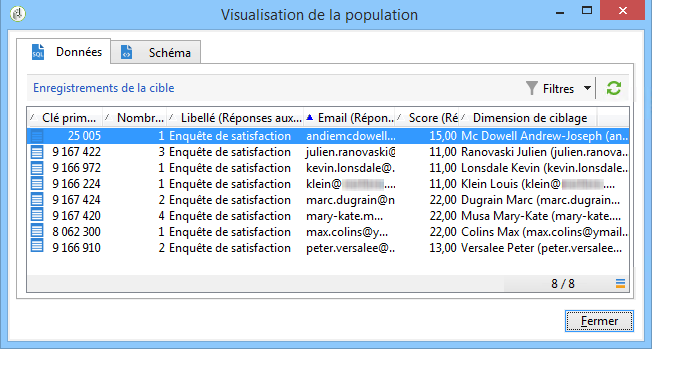 Visualisation de la population
SQL Données Schéma
Enregistrements de la cible Filtres
Clé prim... Nombr... Libellé (Réponses aux... Email (Répon... Score (Ré Dimension de ciblage
25 005 1 Enquête de satisfaction andiemcdowell... 15,00 Mc Dowell Andrew-Joseph (an...
9 167 422 3 Enquête de satisfaction julien.ranovaski@ 11,00 Ranovaski Julien (julien.ranova...
9 166 972 1 Enquête de satisfaction kevin.lonsdale@... 11,00 Lonsdale Kevin (kevin.lonsdale...
9 166 224 1 Enquête de satisfaction klein@ 11,00 Klein Louis (klein@
9 167 424 2 Enquête de satisfaction marc.dugrain@n 22,00 Dugrain Marc (marc.dugrain...
9 167 420 4 Enquête de satisfaction mary-kate.m... 22,00 Musa Mary-Kate (mary-kate...
8 062 300 1 Enquête de satisfaction max.colins@y... 22,00 Colins Max (max.colins@ymail...
9 166 910 2 Enquête de satisfaction peter.versalee@.. 13,00 Versalee Peter (peter.versalee...
8 / 8
Fermer